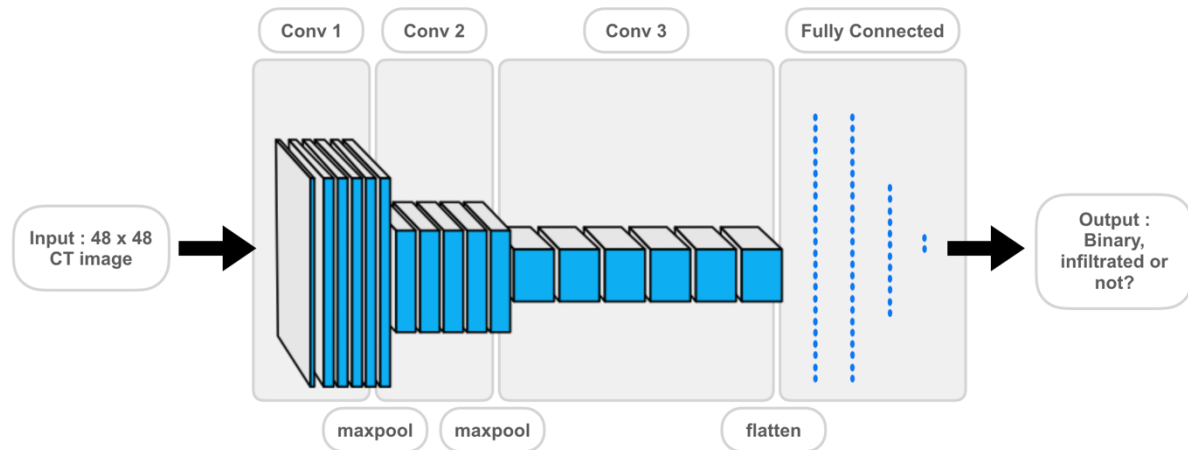 Conv 1
Conv 2
Conv 3
Fully Connected
Input : 48 x 48
CT image
Output :
Binary,
infiltrated or
not?
maxpool
maxpool
flatten